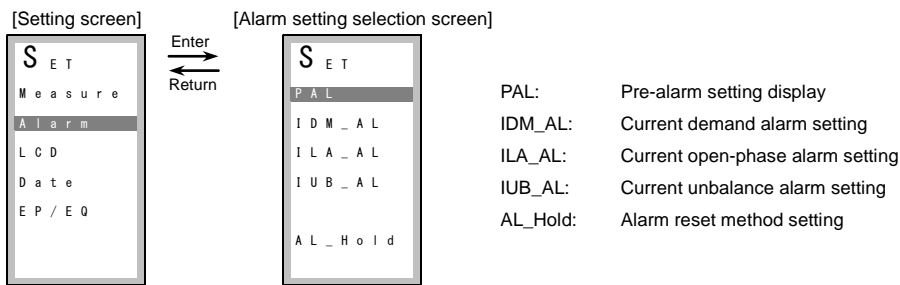 [Setting screen]
[Alarm setting selection screen]
SET
Measure
Alarm
LCD
Date
EP/EQ
Enter
Return
SET
PAL
IDM_AL
ILA_AL
IUB_AL
AL_Hold
PAL: Pre-alarm setting display
IDM_AL: Current demand alarm setting
ILA_AL: Current open-phase alarm setting
IUB_AL: Current unbalance alarm setting
AL_Hold: Alarm reset method setting